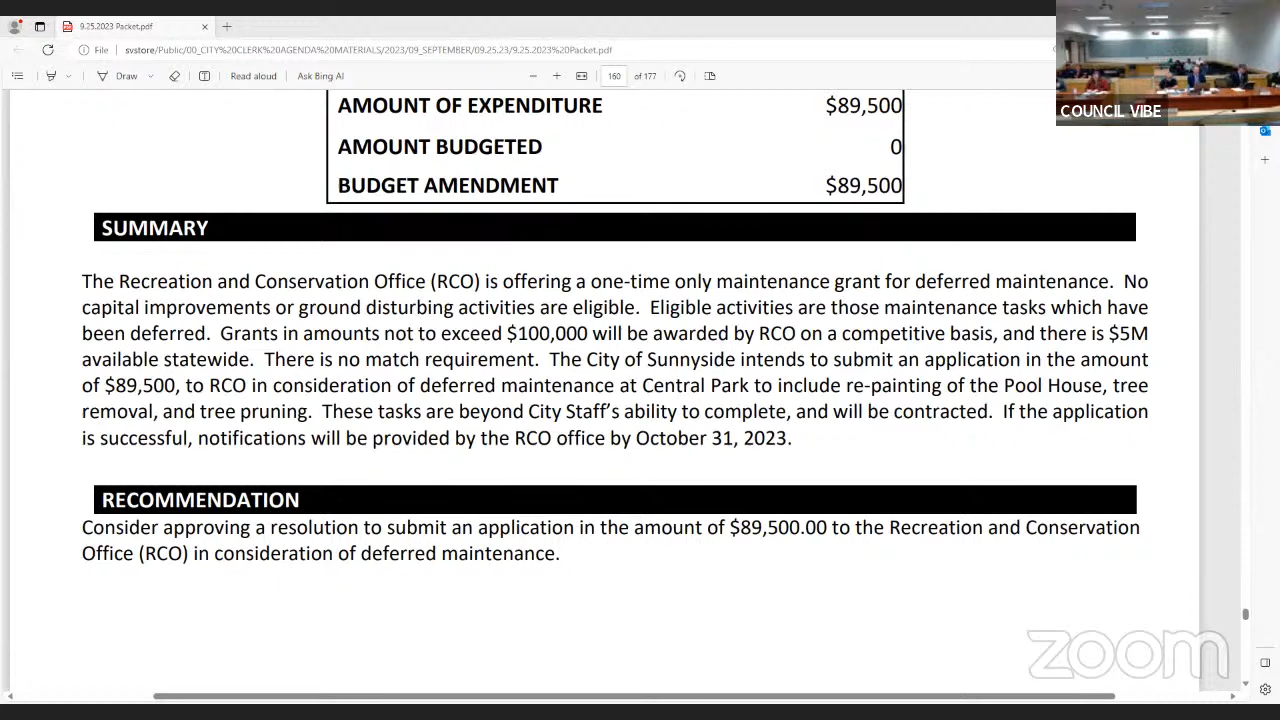 9.25.2023 Packet.pdf
File svstore/Public/00_CITY%20CLERK%20AGENDA%20MATERIALS/2023/09_SEPTEMBER/09.25.23/9.25.2023%20Packet.pdf
Draw Read aloud Ask Bing AI 160 of 177
COUNCIL VIBE
AMOUNT OF EXPENDITURE $89,500
AMOUNT BUDGETED 0
BUDGET AMENDMENT $89,500
SUMMARY
The Recreation and Conservation Office (RCO) is offering a one-time only maintenance grant for deferred maintenance. No
capital improvements or ground disturbing activities are eligible. Eligible activities are those maintenance tasks which have
been deferred. Grants in amounts not to exceed $100,000 will be awarded by RCO on a competitive basis, and there is $5M
available statewide. There is no match requirement. The City of Sunnyside intends to submit an application in the amount
of $89,500, to RCO in consideration of deferred maintenance at Central Park to include re-painting of the Pool House, tree
removal, and tree pruning. These tasks are beyond City Staff's ability to complete, and will be contracted. If the application
is successful, notifications will be provided by the RCO office by October 31, 2023.
RECOMMENDATION
Consider approving a resolution to submit an application in the amount of $89,500.00 to the Recreation and Conservation
Office (RCO) in consideration of deferred maintenance.
zoom